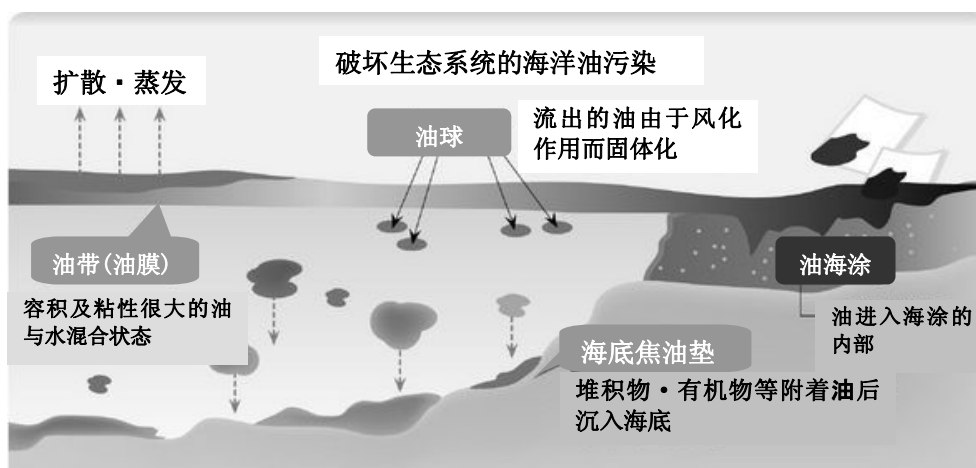 破坏生态系统的海洋油污染
扩散·蒸发
油球
流出的油由于风化
作用而固体化
油带(油膜)
容积及粘性很大的油
与水混合状态
油海涂
油进入海涂的
内部
海底焦油垫
堆积物·有机物等附着油后
沉入海底